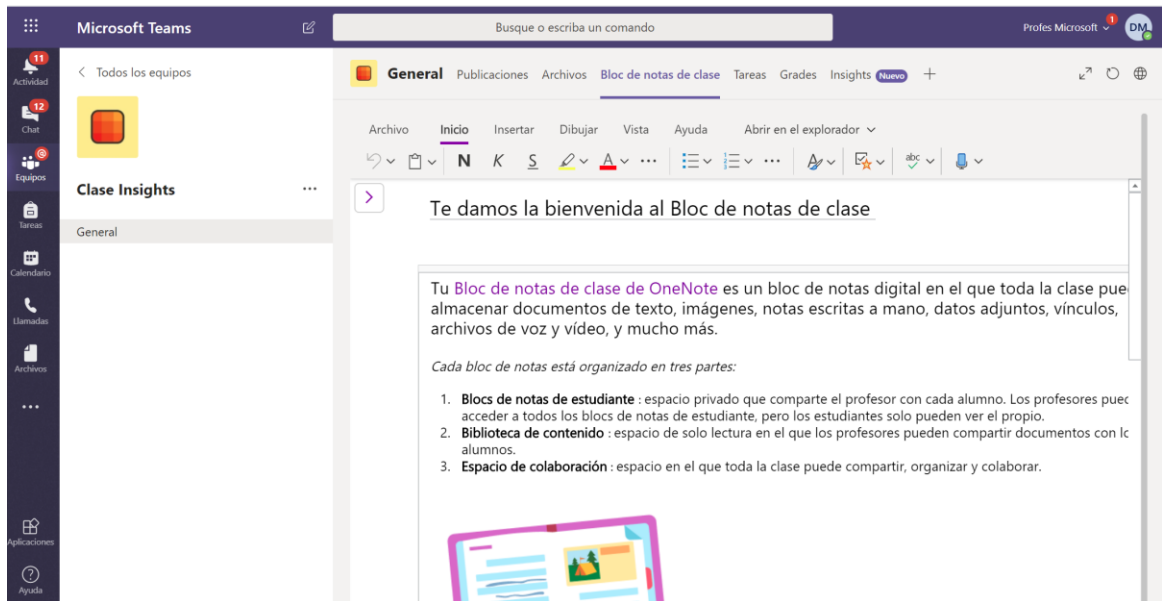 Microsoft Teams
Busque o escriba un comando
Profes Microsoft
1
DM
11
Actividad
12
Chat
Equipos
Tareas
Calendario
Llamadas
Archivos
Aplicaciones
Ayuda
Todos los equipos
Clase Insights
General
General Publicaciones Archivos Bloc de notas de clase Tareas Grades Insights Nuevo
Archivo Inicio Insertar Dibujar Vista Ayuda Abrir en el explorador
N K S A abc
Te damos la bienvenida al Bloc de notas de clase
Tu Bloc de notas de clase de OneNote es un bloc de notas digital en el que toda la clase pue
almacenar documentos de texto, imágenes, notas escritas a mano, datos adjuntos, vínculos,
archivos de voz y vídeo, y mucho más.
Cada bloc de notas está organizado en tres partes:
1. Blocs de notas de estudiante : espacio privado que comparte el profesor con cada alumno. Los profesores pued
acceder a todos los blocs de notas de estudiante, pero los estudiantes solo pueden ver el propio.
2. Biblioteca de contenido : espacio de solo lectura en el que los profesores pueden compartir documentos con lo
alumnos.
3. Espacio de colaboración : espacio en el que toda la clase puede compartir, organizar y colaborar.